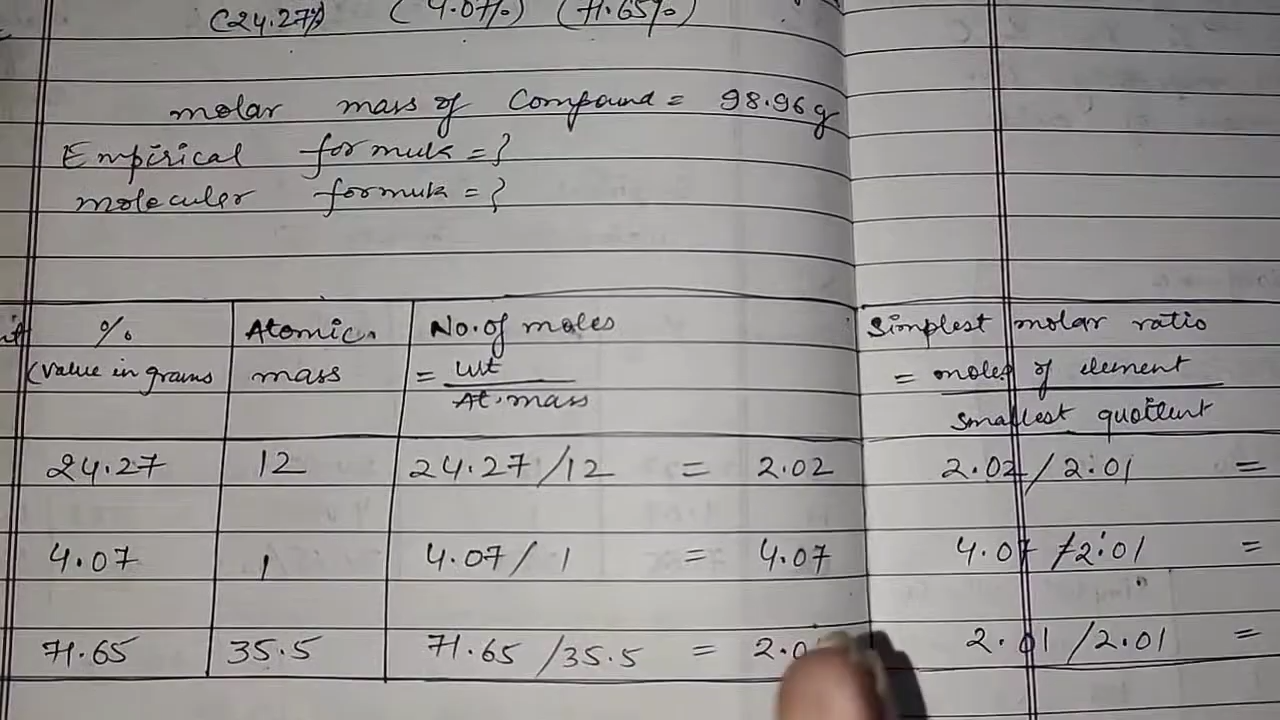 (24.27%) (4.07%) (71.65%)
molar mass of Compound = 98.96g
Empirical formula = ?
moleculer formula = ?
% Atomic. No. of moles Simplest molar ratio
(value in grams mass = wt / At. mass = moles of element / smallest quotient
24.27 12 24.27/12 = 2.02 2.02/2.01 =
4.07 1 4.07/1 = 4.07 4.07/2.01 =
71.65 35.5 71.65/35.5 = 2.0 2.01/2.01 =